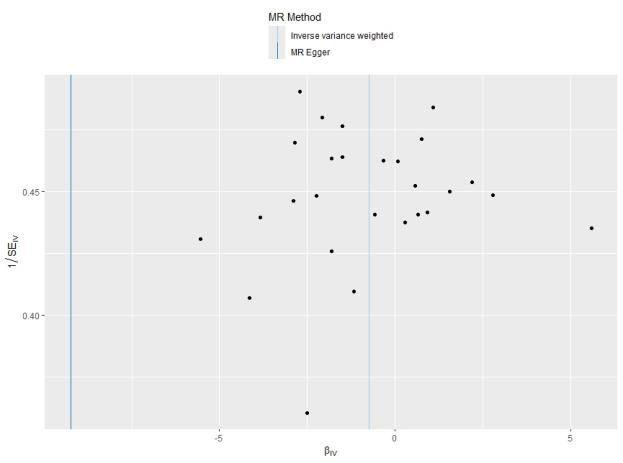 MR Method
Inverse variance weighted
MR Egger
0.45
0.40
1/SE_IV
-5
0
5
β_IV